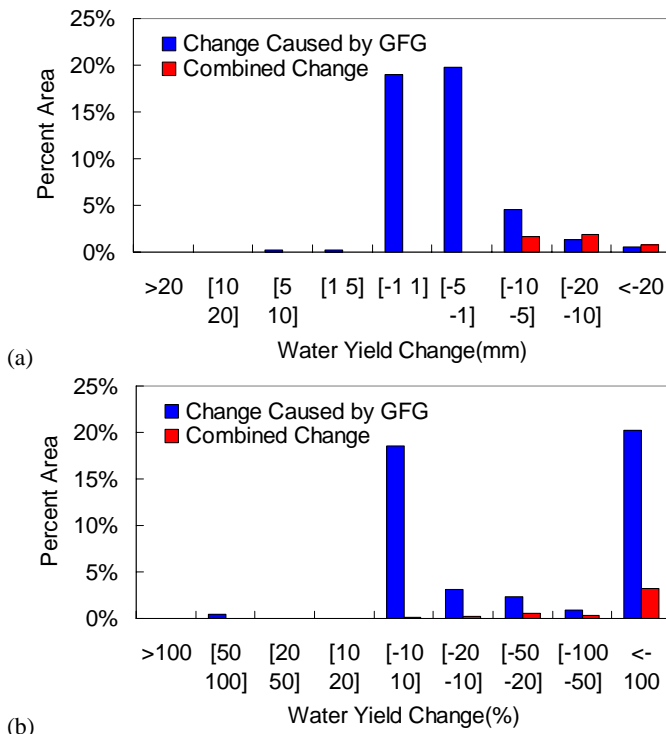 25%
20%
15%
10%
5%
0%
Percent Area
Change Caused by GFG
Combined Change
>20 [10 [5 [1 5] [-1 1] [-5 [-10 [-20 <-20
20] 10] -1] -5] -10]
Water Yield Change(mm)
(a)
25%
20%
15%
10%
5%
0%
Percent Area
Change Caused by GFG
Combined Change
>100 [50 [20 [10 [-10 [-20 [-50 [-100 <-
100] 50] 20] 10] -10] -20] -50] 100
Water Yield Change(%)
(b)